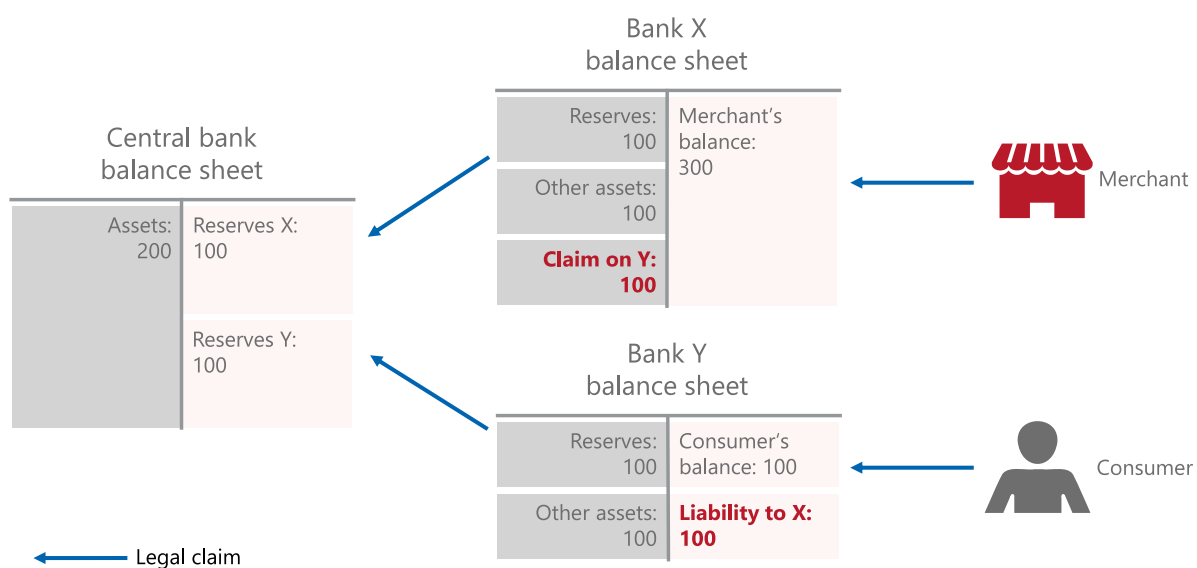 Central bank
balance sheet
Assets:
200
Reserves X:
100
Reserves Y:
100
Bank X
balance sheet
Reserves:
100
Other assets:
100
Claim on Y:
100
Merchant's
balance:
300
Merchant
Bank Y
balance sheet
Reserves:
100
Other assets:
100
Consumer's
balance: 100
Liability to X:
100
Consumer
Legal claim